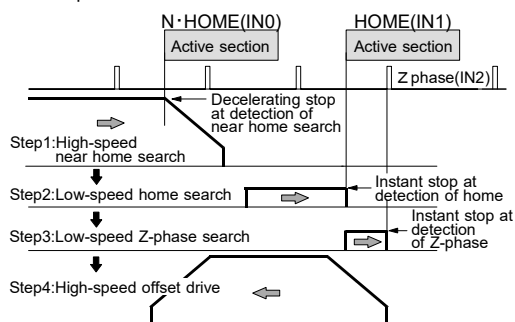 N·HOME(IN0)
HOME(IN1)
Active section
Active section
Z phase(IN2)
Decelerating stop
at detection of
near home search
Step1:High-speed
near home search
Step2:Low-speed home search
Instant stop at
detection of home
Step3:Low-speed Z-phase search
Instant stop at
detection
of Z-phase
Step4:High-speed offset drive